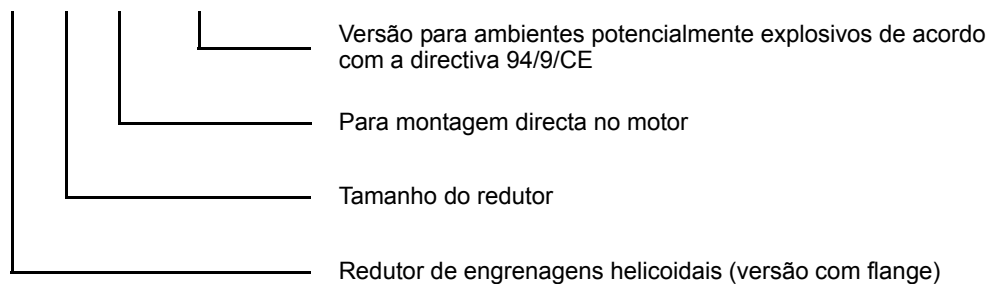 Versão para ambientes potencialmente explosivos de acordo
com a directiva 94/9/CE
Para montagem directa no motor
Tamanho do redutor
Redutor de engrenagens helicoidais (versão com flange)